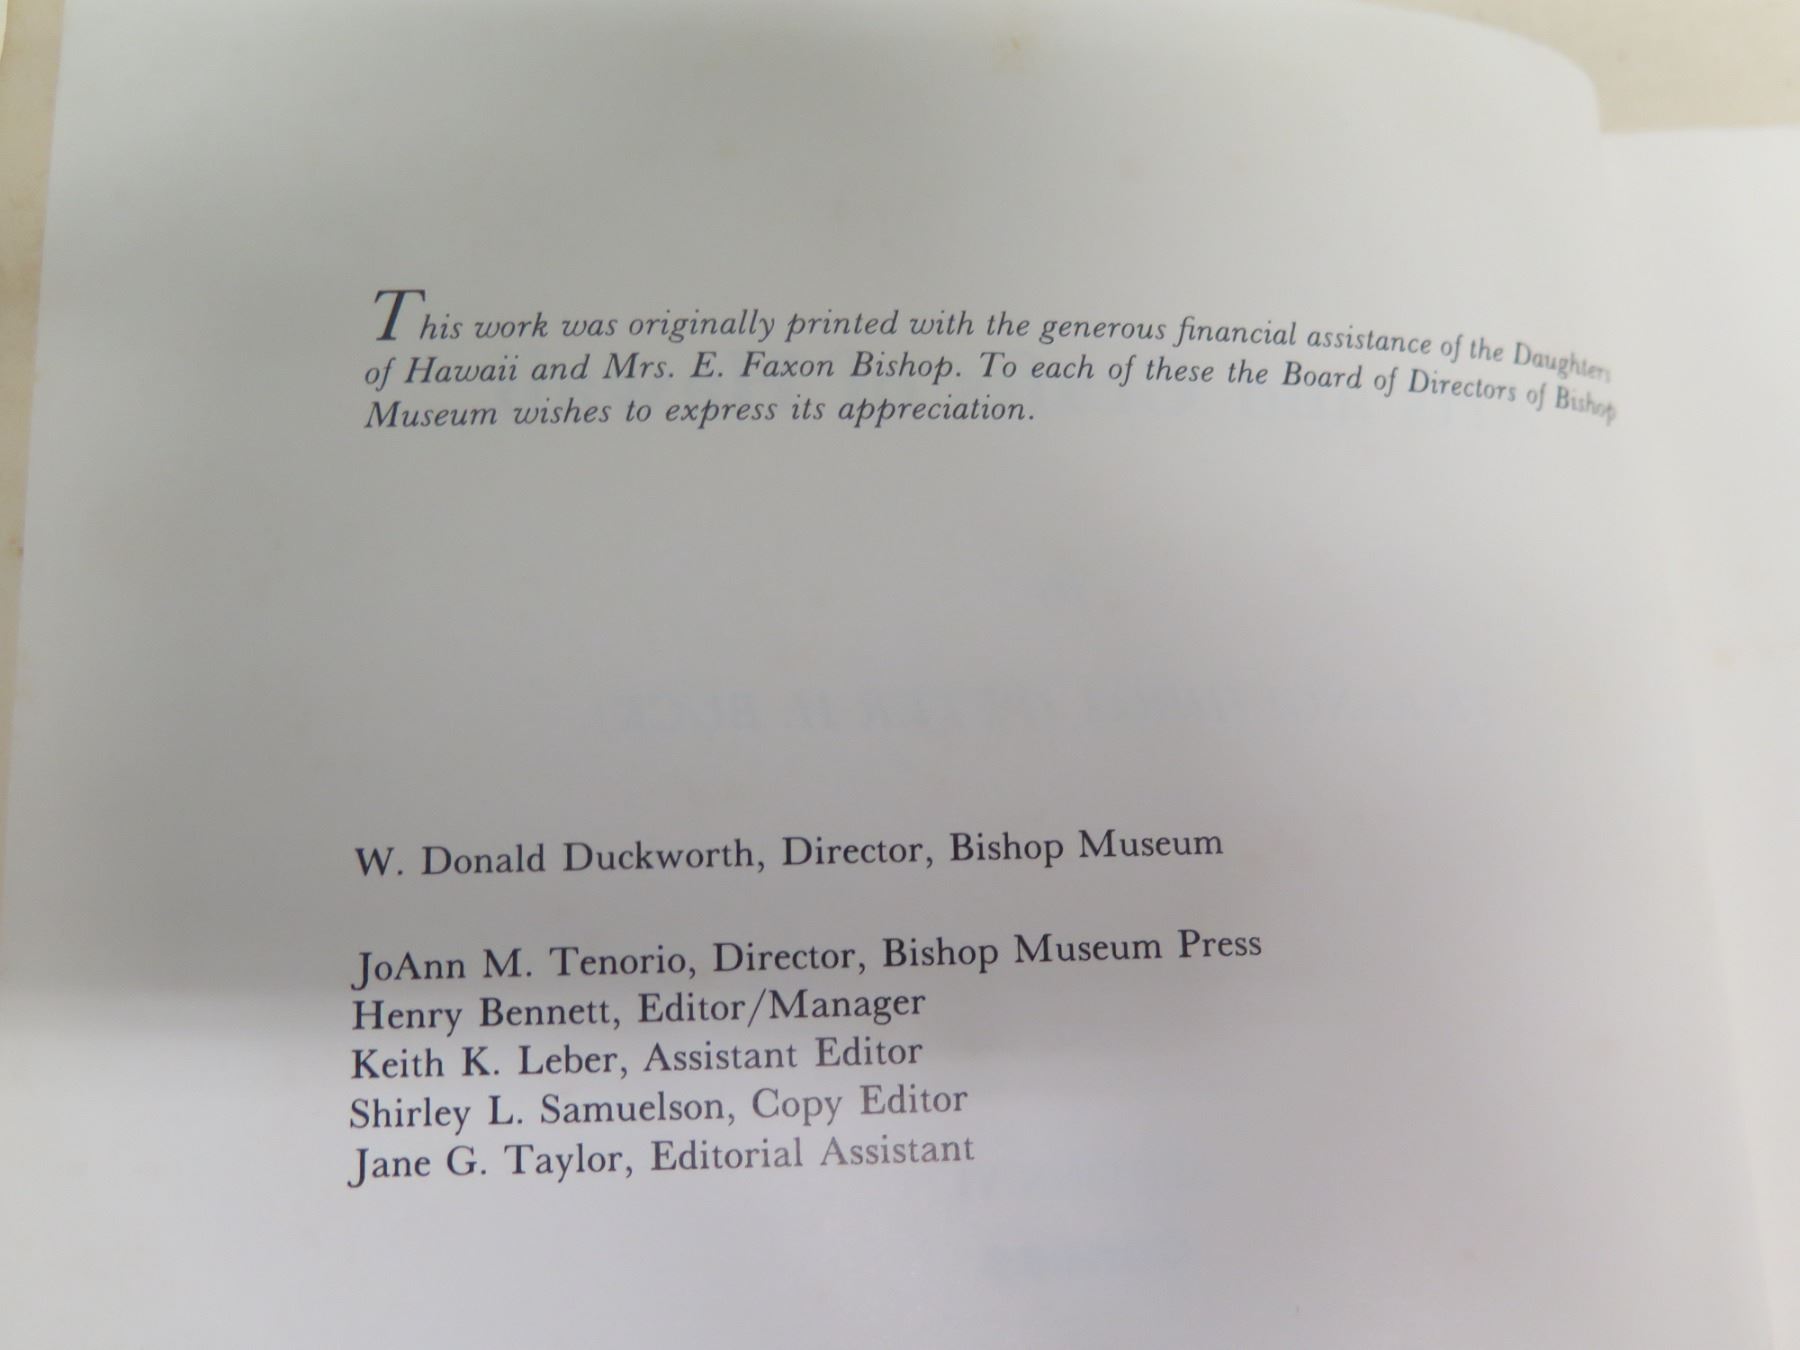 This work was originally printed with the generous financial assistance of the Daughters
of Hawaii and Mrs. E. Faxon Bishop. To each of these the Board of Directors of Bishop
Museum wishes to express its appreciation.
W. Donald Duckworth, Director, Bishop Museum
JoAnn M. Tenorio, Director, Bishop Museum Press
Henry Bennett, Editor/Manager
Keith K. Leber, Assistant Editor
Shirley L. Samuelson, Copy Editor
Jane G. Taylor, Editorial Assistant